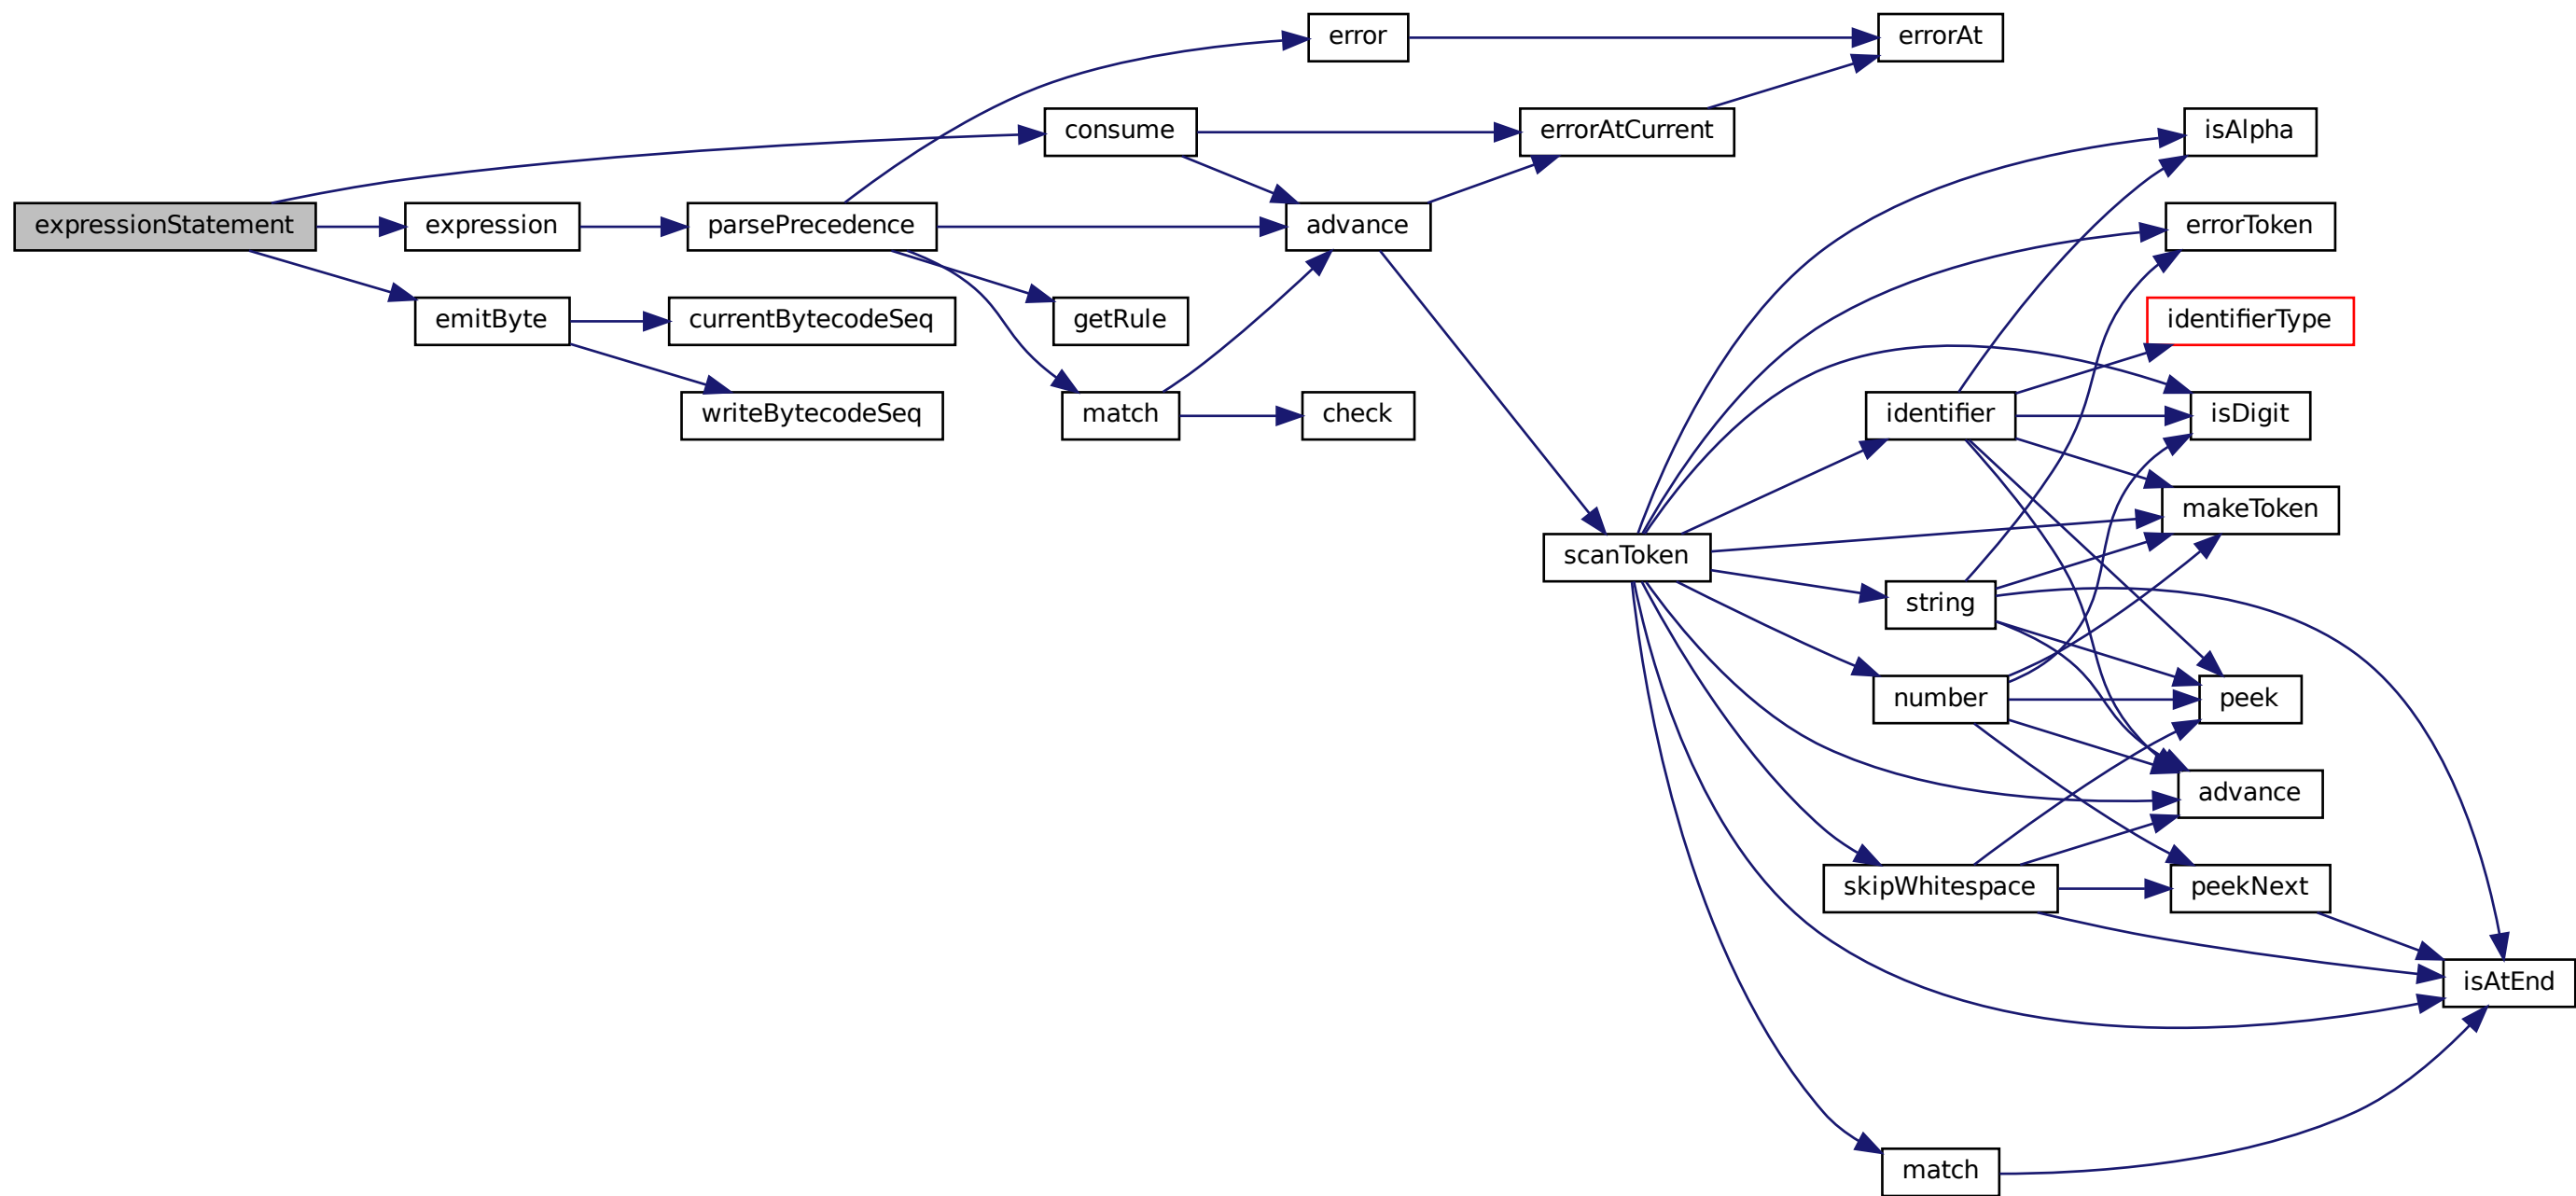 error
errorAt
consume
errorAtCurrent
isAlpha
expressionStatement
expression
parsePrecedence
advance
errorToken
emitByte
currentBytecodeSeq
getRule
identifierType
writeBytecodeSeq
match
check
identifier
isDigit
makeToken
scanToken
string
number
peek
advance
skipWhitespace
peekNext
isAtEnd
match